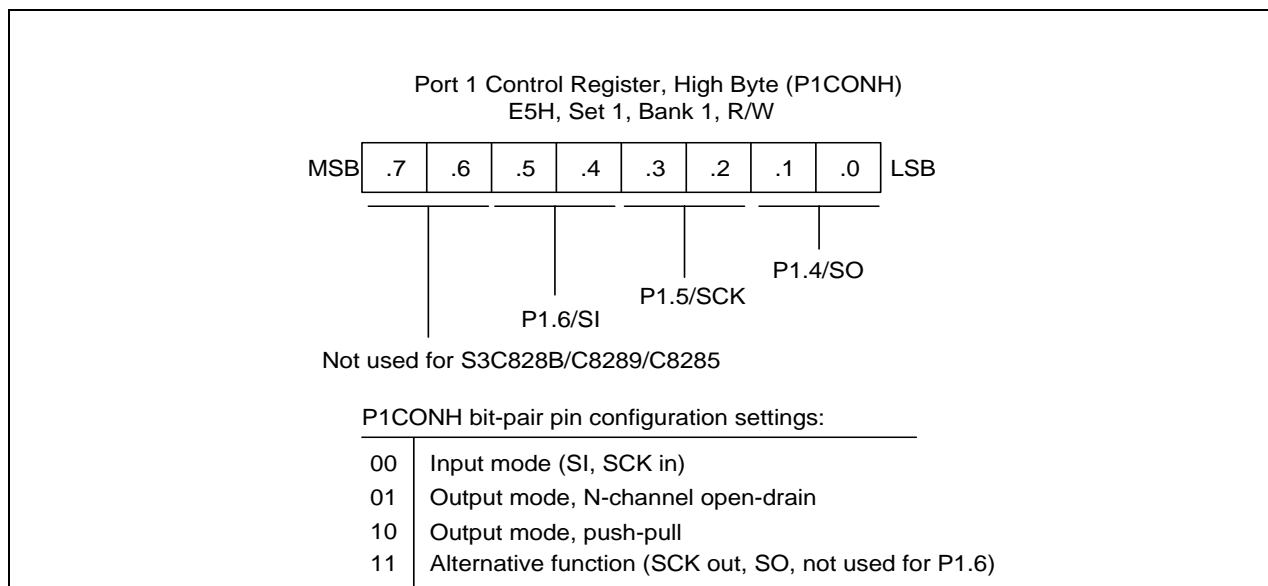 Port 1 Control Register, High Byte (P1CONH)
E5H, Set 1, Bank 1, R/W
MSB .7 .6 .5 .4 .3 .2 .1 .0 LSB
P1.4/SO
P1.5/SCK
P1.6/SI
Not used for S3C828B/C8289/C8285
P1CONH bit-pair pin configuration settings:
00 Input mode (SI, SCK in)
01 Output mode, N-channel open-drain
10 Output mode, push-pull
11 Alternative function (SCK out, SO, not used for P1.6)